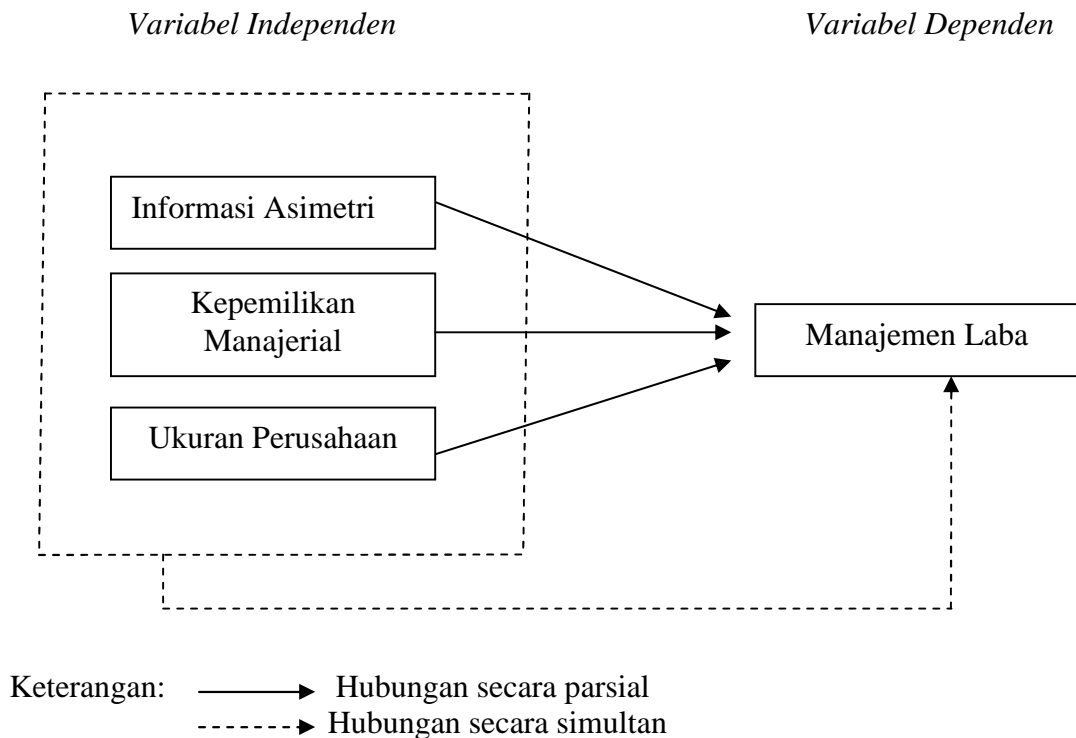 Variabel Independen
Variabel Dependen
Informasi Asimetri
Kepemilikan
Manajerial
Ukuran Perusahaan
Manajemen Laba
Keterangan:
Hubungan secara parsial
Hubungan secara simultan